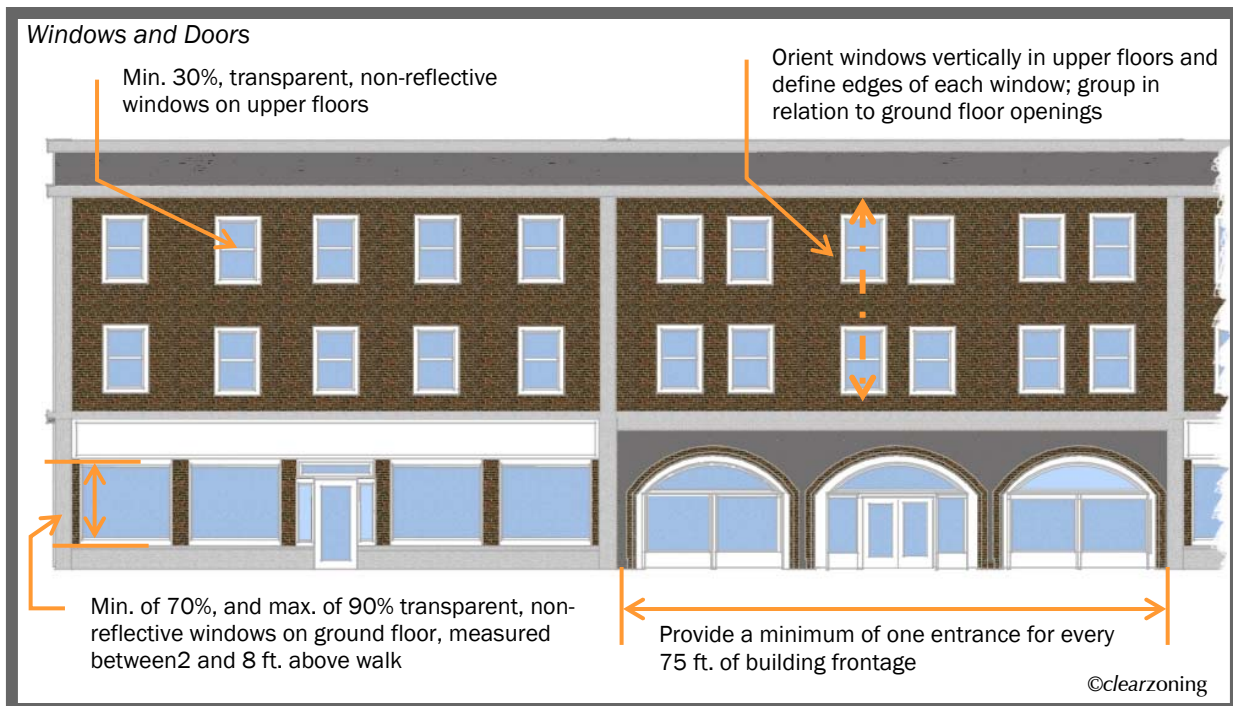 Windows and Doors
Min. 30%, transparent, non-reflective
windows on upper floors
Orient windows vertically in upper floors and
define edges of each window; group in
relation to ground floor openings
Min. of 70%, and max. of 90% transparent, non-
reflective windows on ground floor, measured
between2 and 8 ft. above walk
Provide a minimum of one entrance for every
75 ft. of building frontage
©clearzoning